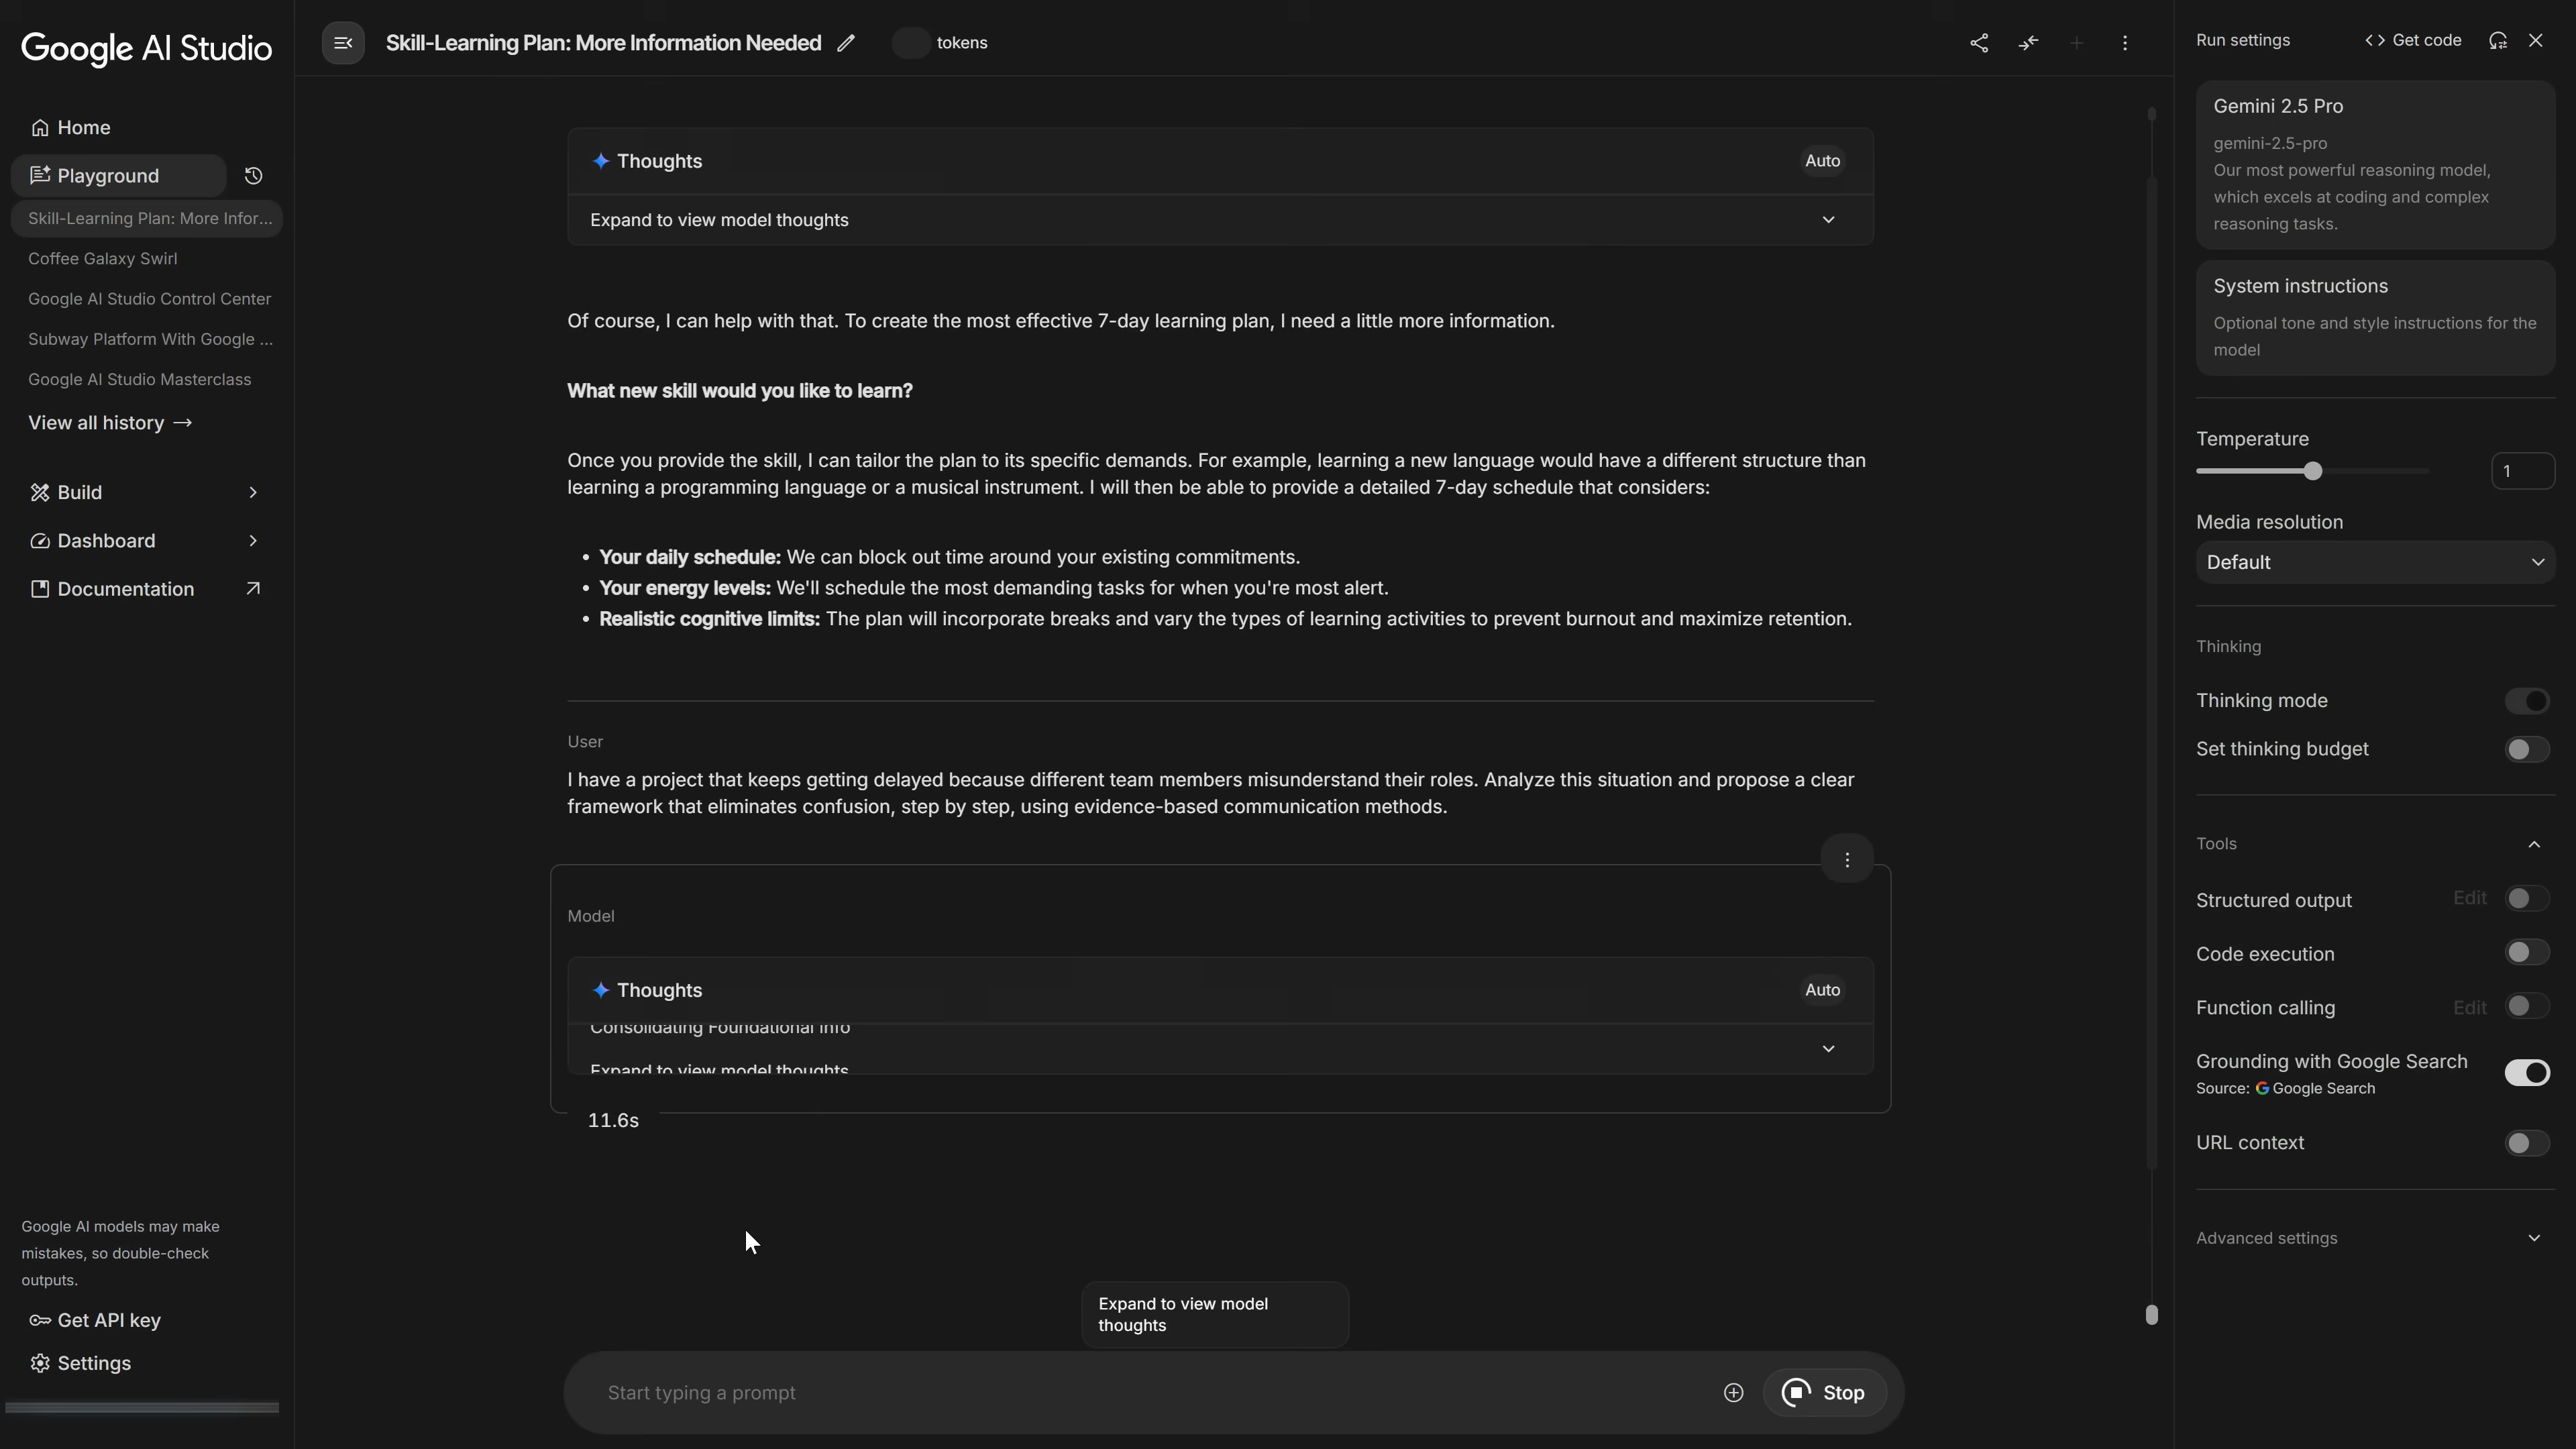 Google AI Studio
Home
Playground
Skill-Learning Plan: More Infor...
Coffee Galaxy Swirl
Google AI Studio Control Center
Subway Platform With Google ...
Google AI Studio Masterclass
View all history →
Build
Dashboard
Documentation
Google AI models may make
mistakes, so double-check
outputs.
Get API key
Settings
Skill-Learning Plan: More Information Needed
tokens
Thoughts
Auto
Expand to view model thoughts
Of course, I can help with that. To create the most effective 7-day learning plan, I need a little more information.
What new skill would you like to learn?
Once you provide the skill, I can tailor the plan to its specific demands. For example, learning a new language would have a different structure than
learning a programming language or a musical instrument. I will then be able to provide a detailed 7-day schedule that considers:
• Your daily schedule: We can block out time around your existing commitments.
• Your energy levels: We'll schedule the most demanding tasks for when you're most alert.
• Realistic cognitive limits: The plan will incorporate breaks and vary the types of learning activities to prevent burnout and maximize retention.
User
I have a project that keeps getting delayed because different team members misunderstand their roles. Analyze this situation and propose a clear
framework that eliminates confusion, step by step, using evidence-based communication methods.
Model
Thoughts
Auto
Consolidating Foundational Info
Expand to view model thoughts
11.6s
Expand to view model
thoughts
Start typing a prompt
Stop
Run settings
<> Get code
Gemini 2.5 Pro
gemini-2.5-pro
Our most powerful reasoning model,
which excels at coding and complex
reasoning tasks.
System instructions
Optional tone and style instructions for the
model
Temperature
1
Media resolution
Default
Thinking
Thinking mode
Set thinking budget
Tools
Structured output
Edit
Code execution
Function calling
Edit
Grounding with Google Search
Source: Google Search
URL context
Advanced settings